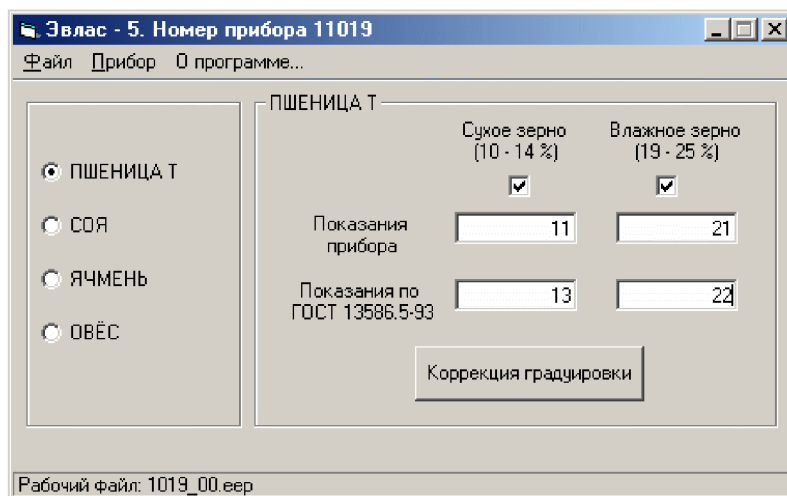 Эвлас - 5. Номер прибора 11019
Файл Прибор О программе...
ПШЕНИЦА Т
СОЯ
ЯЧМЕНЬ
ОВЁС
ПШЕНИЦА Т
Сухое зерно
(10 - 14 %)
Влажное зерно
(19 - 25 %)
Показания
прибора
11
21
Показания по
ГОСТ 13586.5-93
13
22
Коррекция градуировки
Рабочий файл: 1019_00.eep